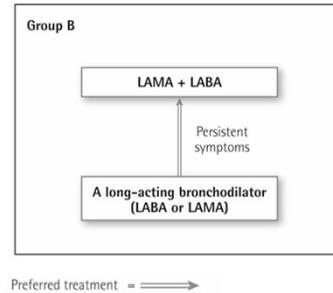 Group B
LAMA + LABA
Persistent
symptoms
A long-acting bronchodilator
(LABA or LAMA)
Preferred treatment =